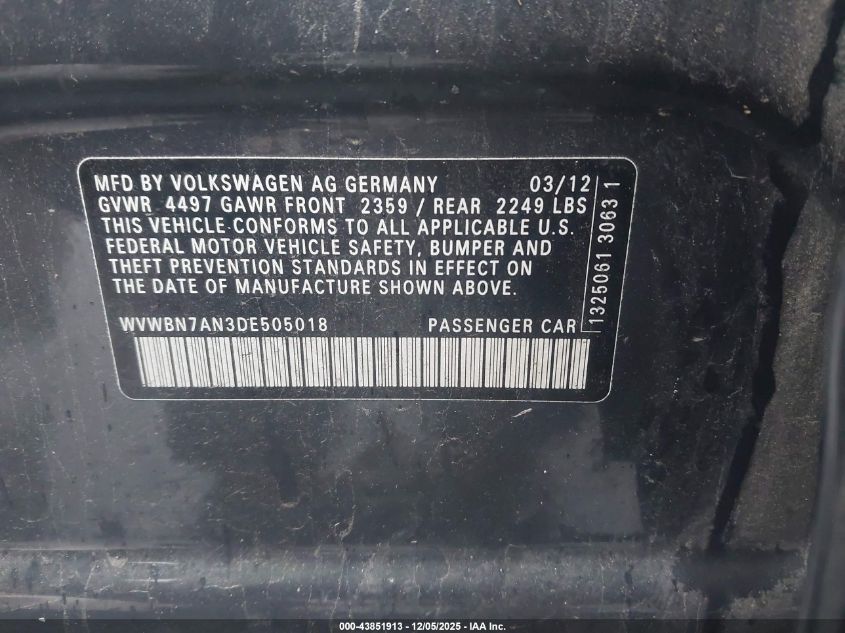 MFD BY VOLKSWAGEN AG GERMANY 03/12
GVWR 4497 GAWR FRONT 2359 / REAR 2249 LBS
THIS VEHICLE CONFORMS TO ALL APPLICABLE U.S.
FEDERAL MOTOR VEHICLE SAFETY, BUMPER AND
THEFT PREVENTION STANDARDS IN EFFECT ON
THE DATE OF MANUFACTURE SHOWN ABOVE.
WVWBN7AN3DE505018 PASSENGER CAR
1325061 30631
000-43851913 - 12/05/2025 - IAA Inc.